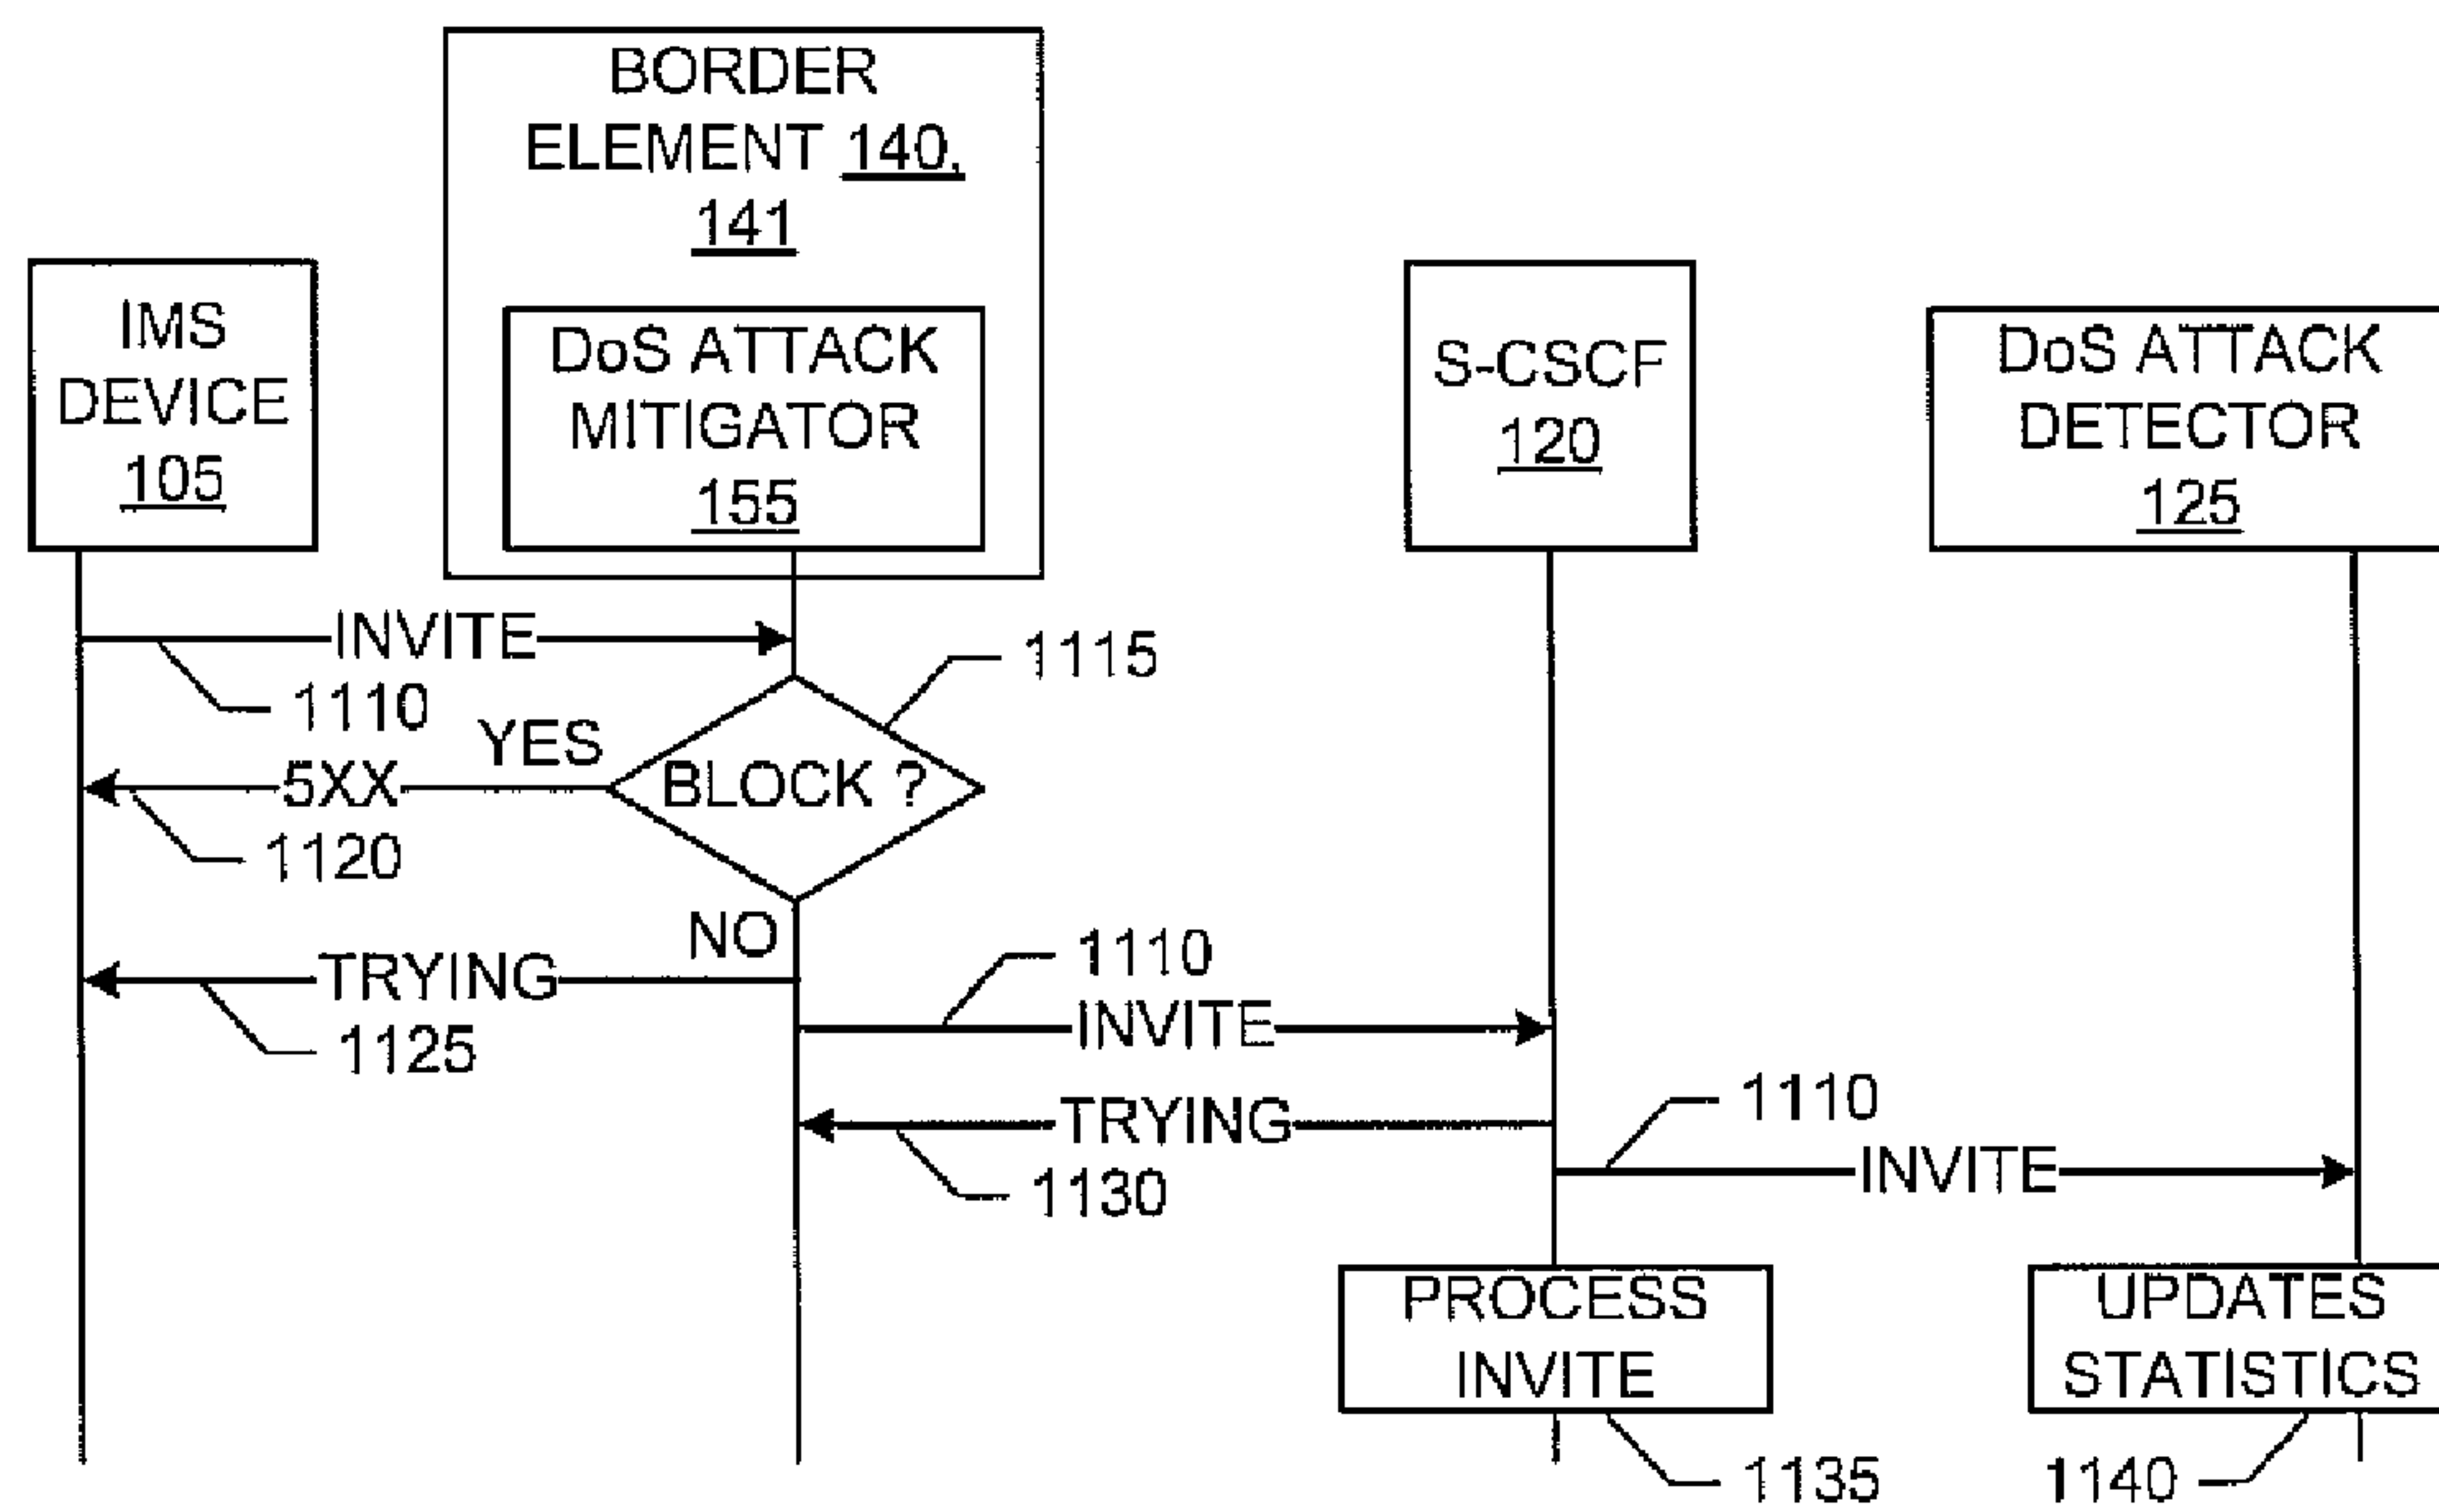 BORDER
ELEMENT 140,
141
IMS
DEVICE
105
DoS ATTACK
MITIGATOR
155
S-CSCF
120
DoS ATTACK
DETECTOR
125
INVITE
1110
1115
YES
5XX
BLOCK ?
1120
NO
TRYING
1125
1110
INVITE
TRYING
1130
1110
INVITE
PROCESS
INVITE
1135
UPDATES
STATISTICS
1140